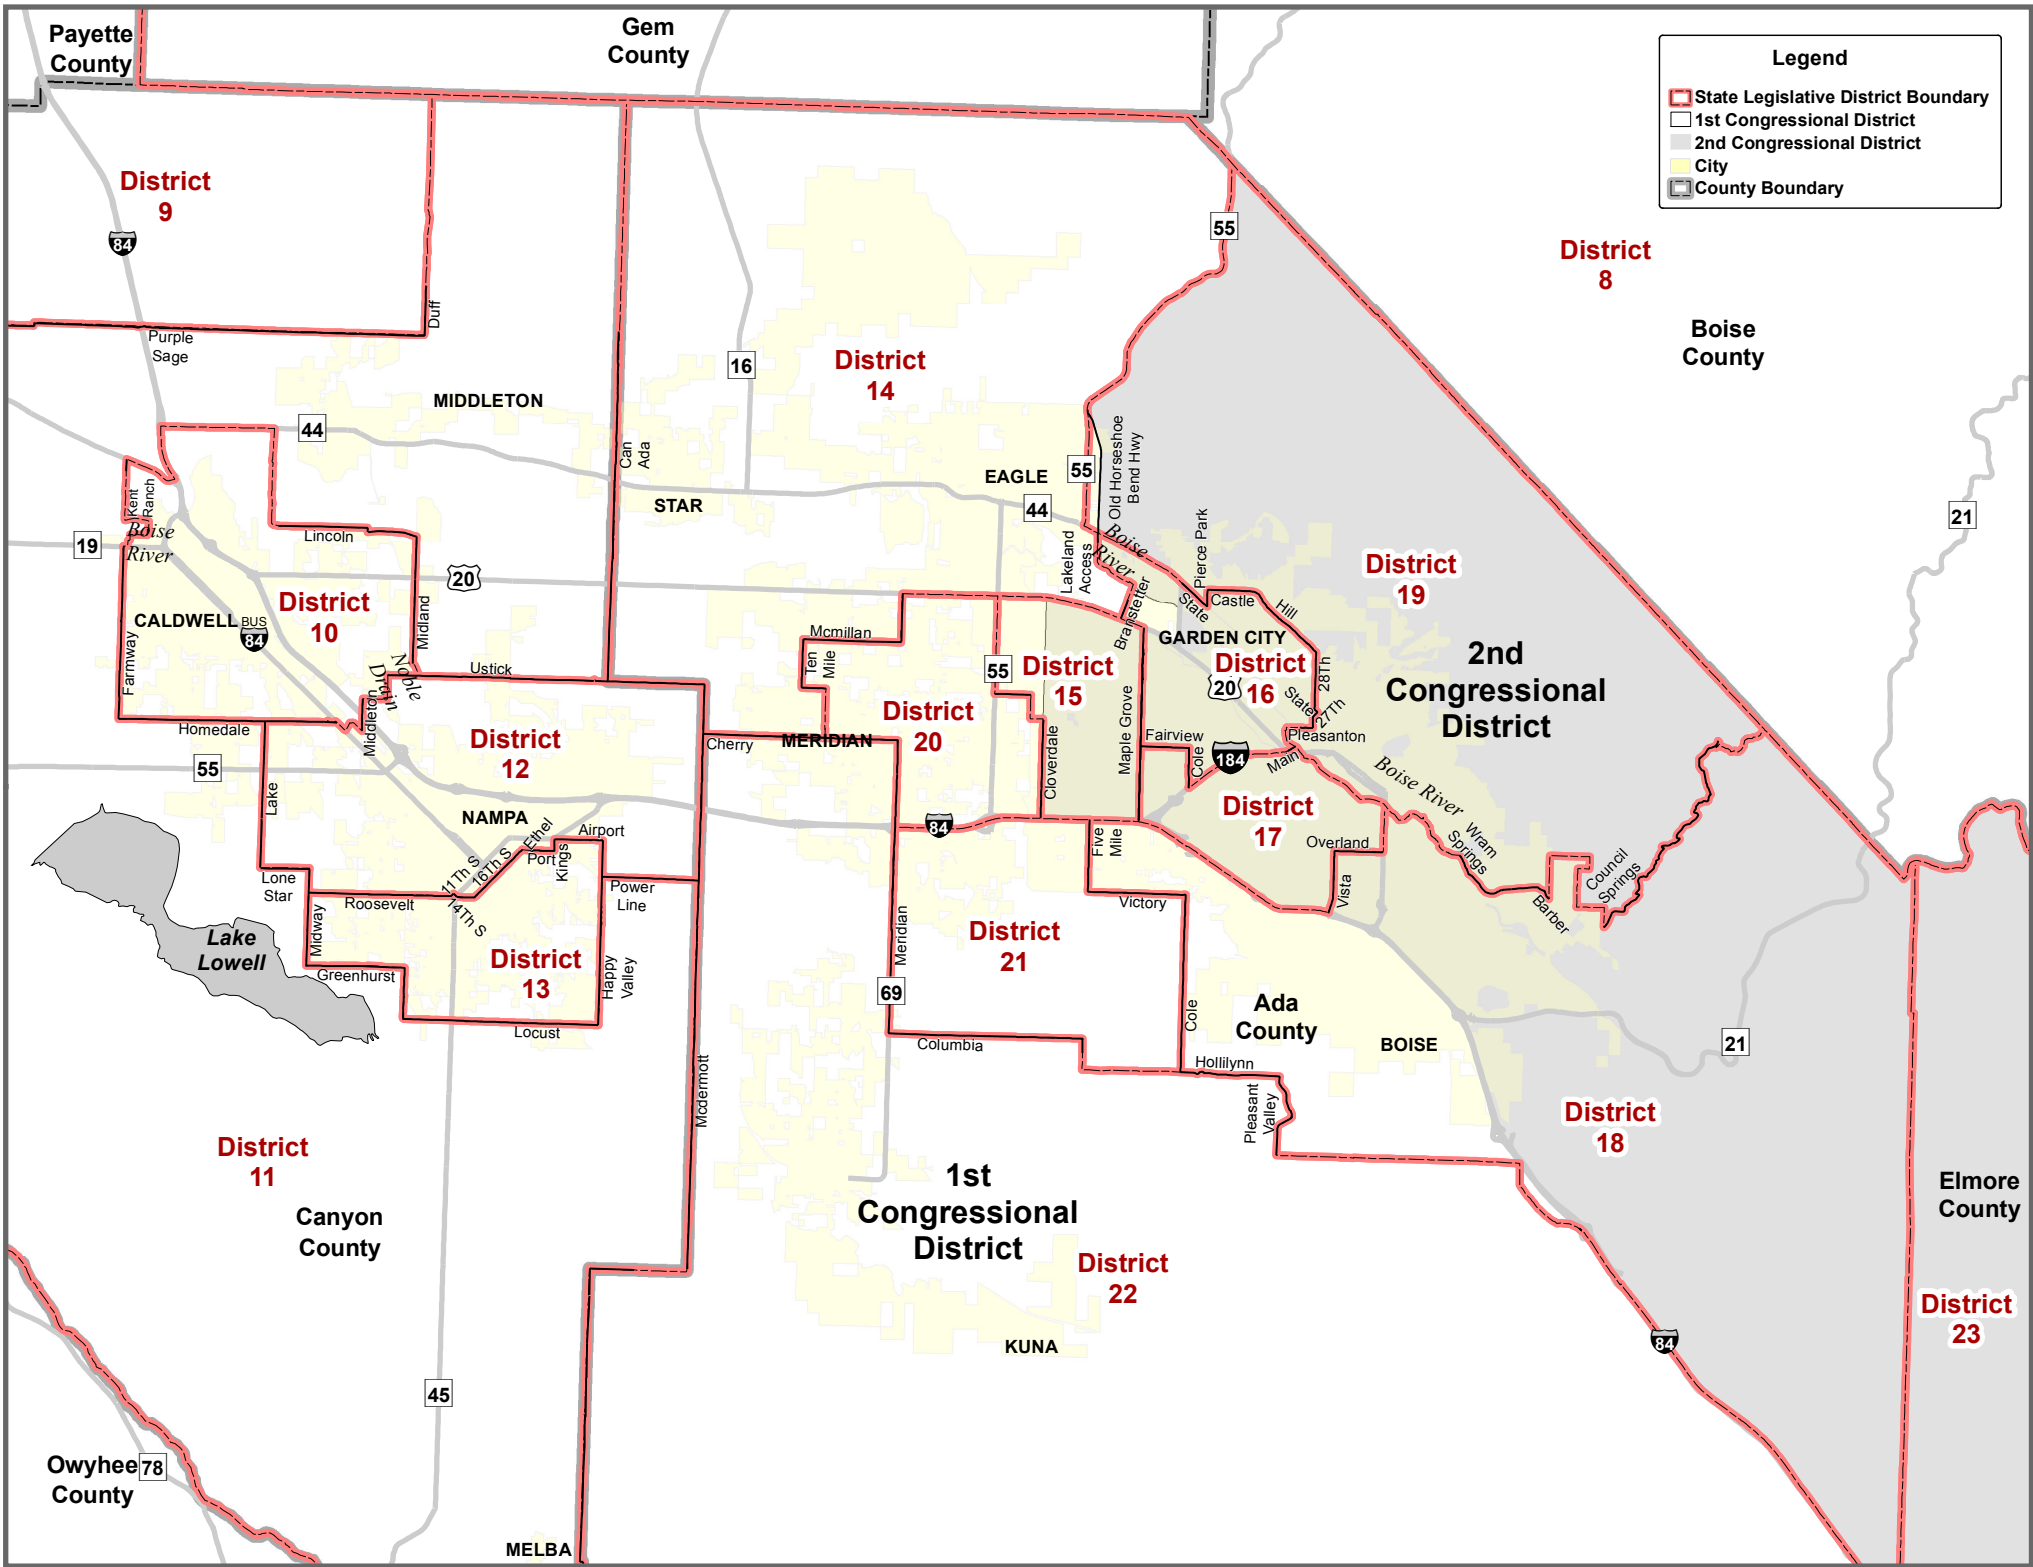 Payette
County
Gem
County
Legend
State Legislative District Boundary
1st Congressional District
2nd Congressional District
City
County Boundary
District
9
84
55
District
8
Boise
County
Duff
Purple
Sage
16
District
14
MIDDLETON
44
Can
Ada
Old Horseshoe
Bend Hwy
EAGLE
55
STAR
44
21
Kent
Ranch
Boise
River
19
Lincoln
20
Lakeland
Access
Boise
River
Pierce Park
District
19
District
10
CALDWELL
BUS
84
Farmway
Midland
Noble
Drain
Ustick
Mcmillan
Ten
Mile
55
District
15
Branstetter
State
Castle
Hill
GARDEN CITY
District
16
20
28Th
State
27Th
Pleasanton
2nd
Congressional
District
Homedale
Middleton
District
12
Cherry
MERIDIAN
District
20
Cloverdale
Maple Grove
Fairview
Cole
184
Main
Boise River
55
Lake
NAMPA
Ethel
Airport
Port
Kings
84
Five
Mile
District
17
Overland
Wram
Springs
Council
Springs
Barber
Vista
Lone
Star
11Th S
16Th S
14Th S
Roosevelt
Power
Line
Victory
Midway
Lake
Lowell
Greenhurst
District
13
Happy
Valley
Locust
Meridian
69
District
21
Cole
Ada
County
BOISE
Columbia
Hollilynn
21
Mcdermott
Pleasant
Valley
District
18
District
11
Canyon
County
1st
Congressional
District
District
22
Elmore
County
District
23
KUNA
84
45
Owyhee
County
78
MELBA